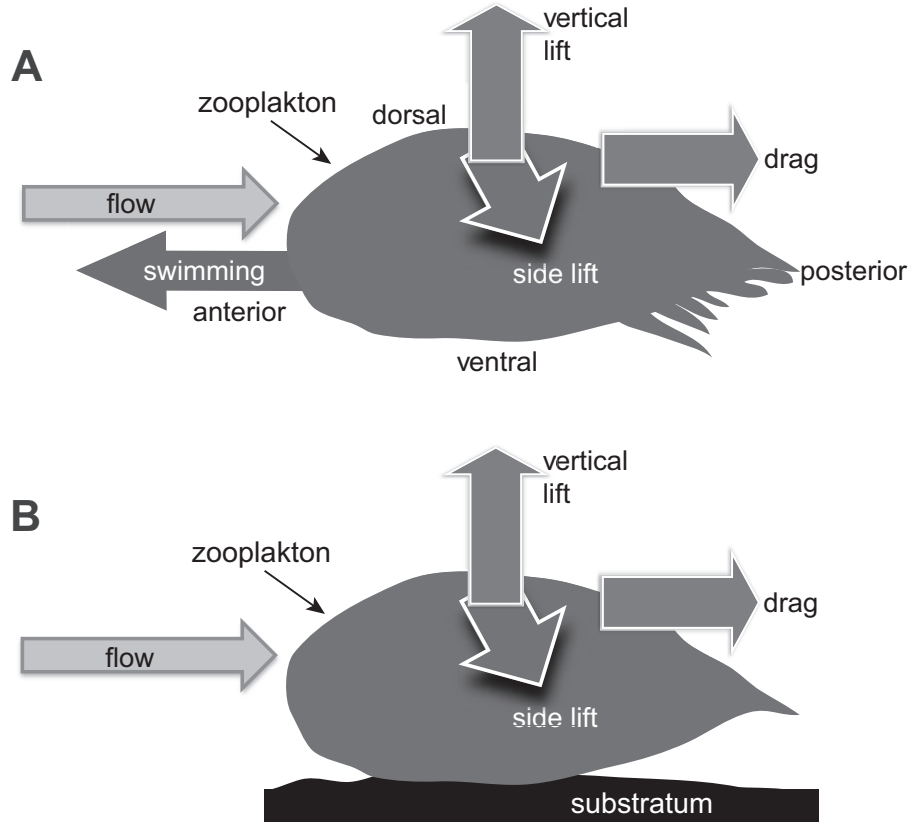 A
vertical
lift
zooplakton
dorsal
drag
flow
swimming
side lift
posterior
anterior
ventral
B
vertical
lift
zooplakton
drag
flow
side lift
substratum